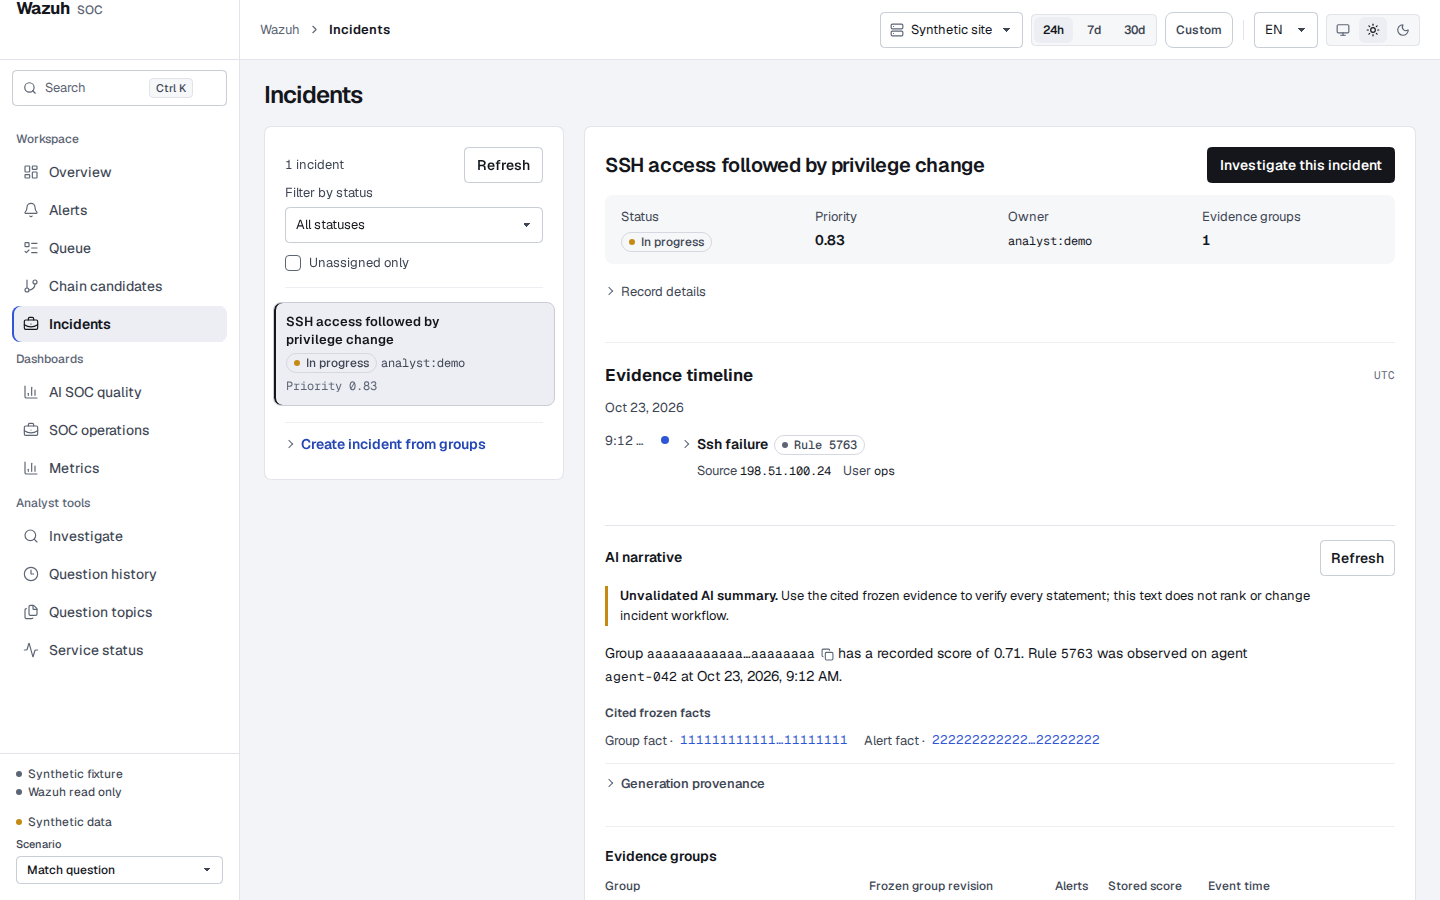 Wazuh SOC
Search Ctrl K
Workspace
Overview
Alerts
Queue
Chain candidates
Incidents
Dashboards
AI SOC quality
SOC operations
Metrics
Analyst tools
Investigate
Question history
Question topics
Service status
Synthetic fixture
Wazuh read only
Synthetic data
Scenario
Match question
Wazuh > Incidents
Synthetic site
24h 7d 30d
Custom
EN
Incidents
1 incident
Refresh
Filter by status
All statuses
Unassigned only
SSH access followed by
privilege change
In progress analyst:demo
Priority 0.83
Create incident from groups
SSH access followed by privilege change
Investigate this incident
Status Priority Owner Evidence groups
In progress 0.83 analyst:demo 1
Record details
Evidence timeline
UTC
Oct 23, 2026
9:12 … Ssh failure Rule 5763
Source 198.51.100.24 User ops
AI narrative
Refresh
Unvalidated AI summary. Use the cited frozen evidence to verify every statement; this text does not rank or change
incident workflow.
Group aaaaaaaaaaaa…aaaaaaaa has a recorded score of 0.71. Rule 5763 was observed on agent
agent-042 at Oct 23, 2026, 9:12 AM.
Cited frozen facts
Group fact · 111111111111…11111111 Alert fact · 222222222222…22222222
Generation provenance
Evidence groups
Group Frozen group revision Alerts Stored score Event time